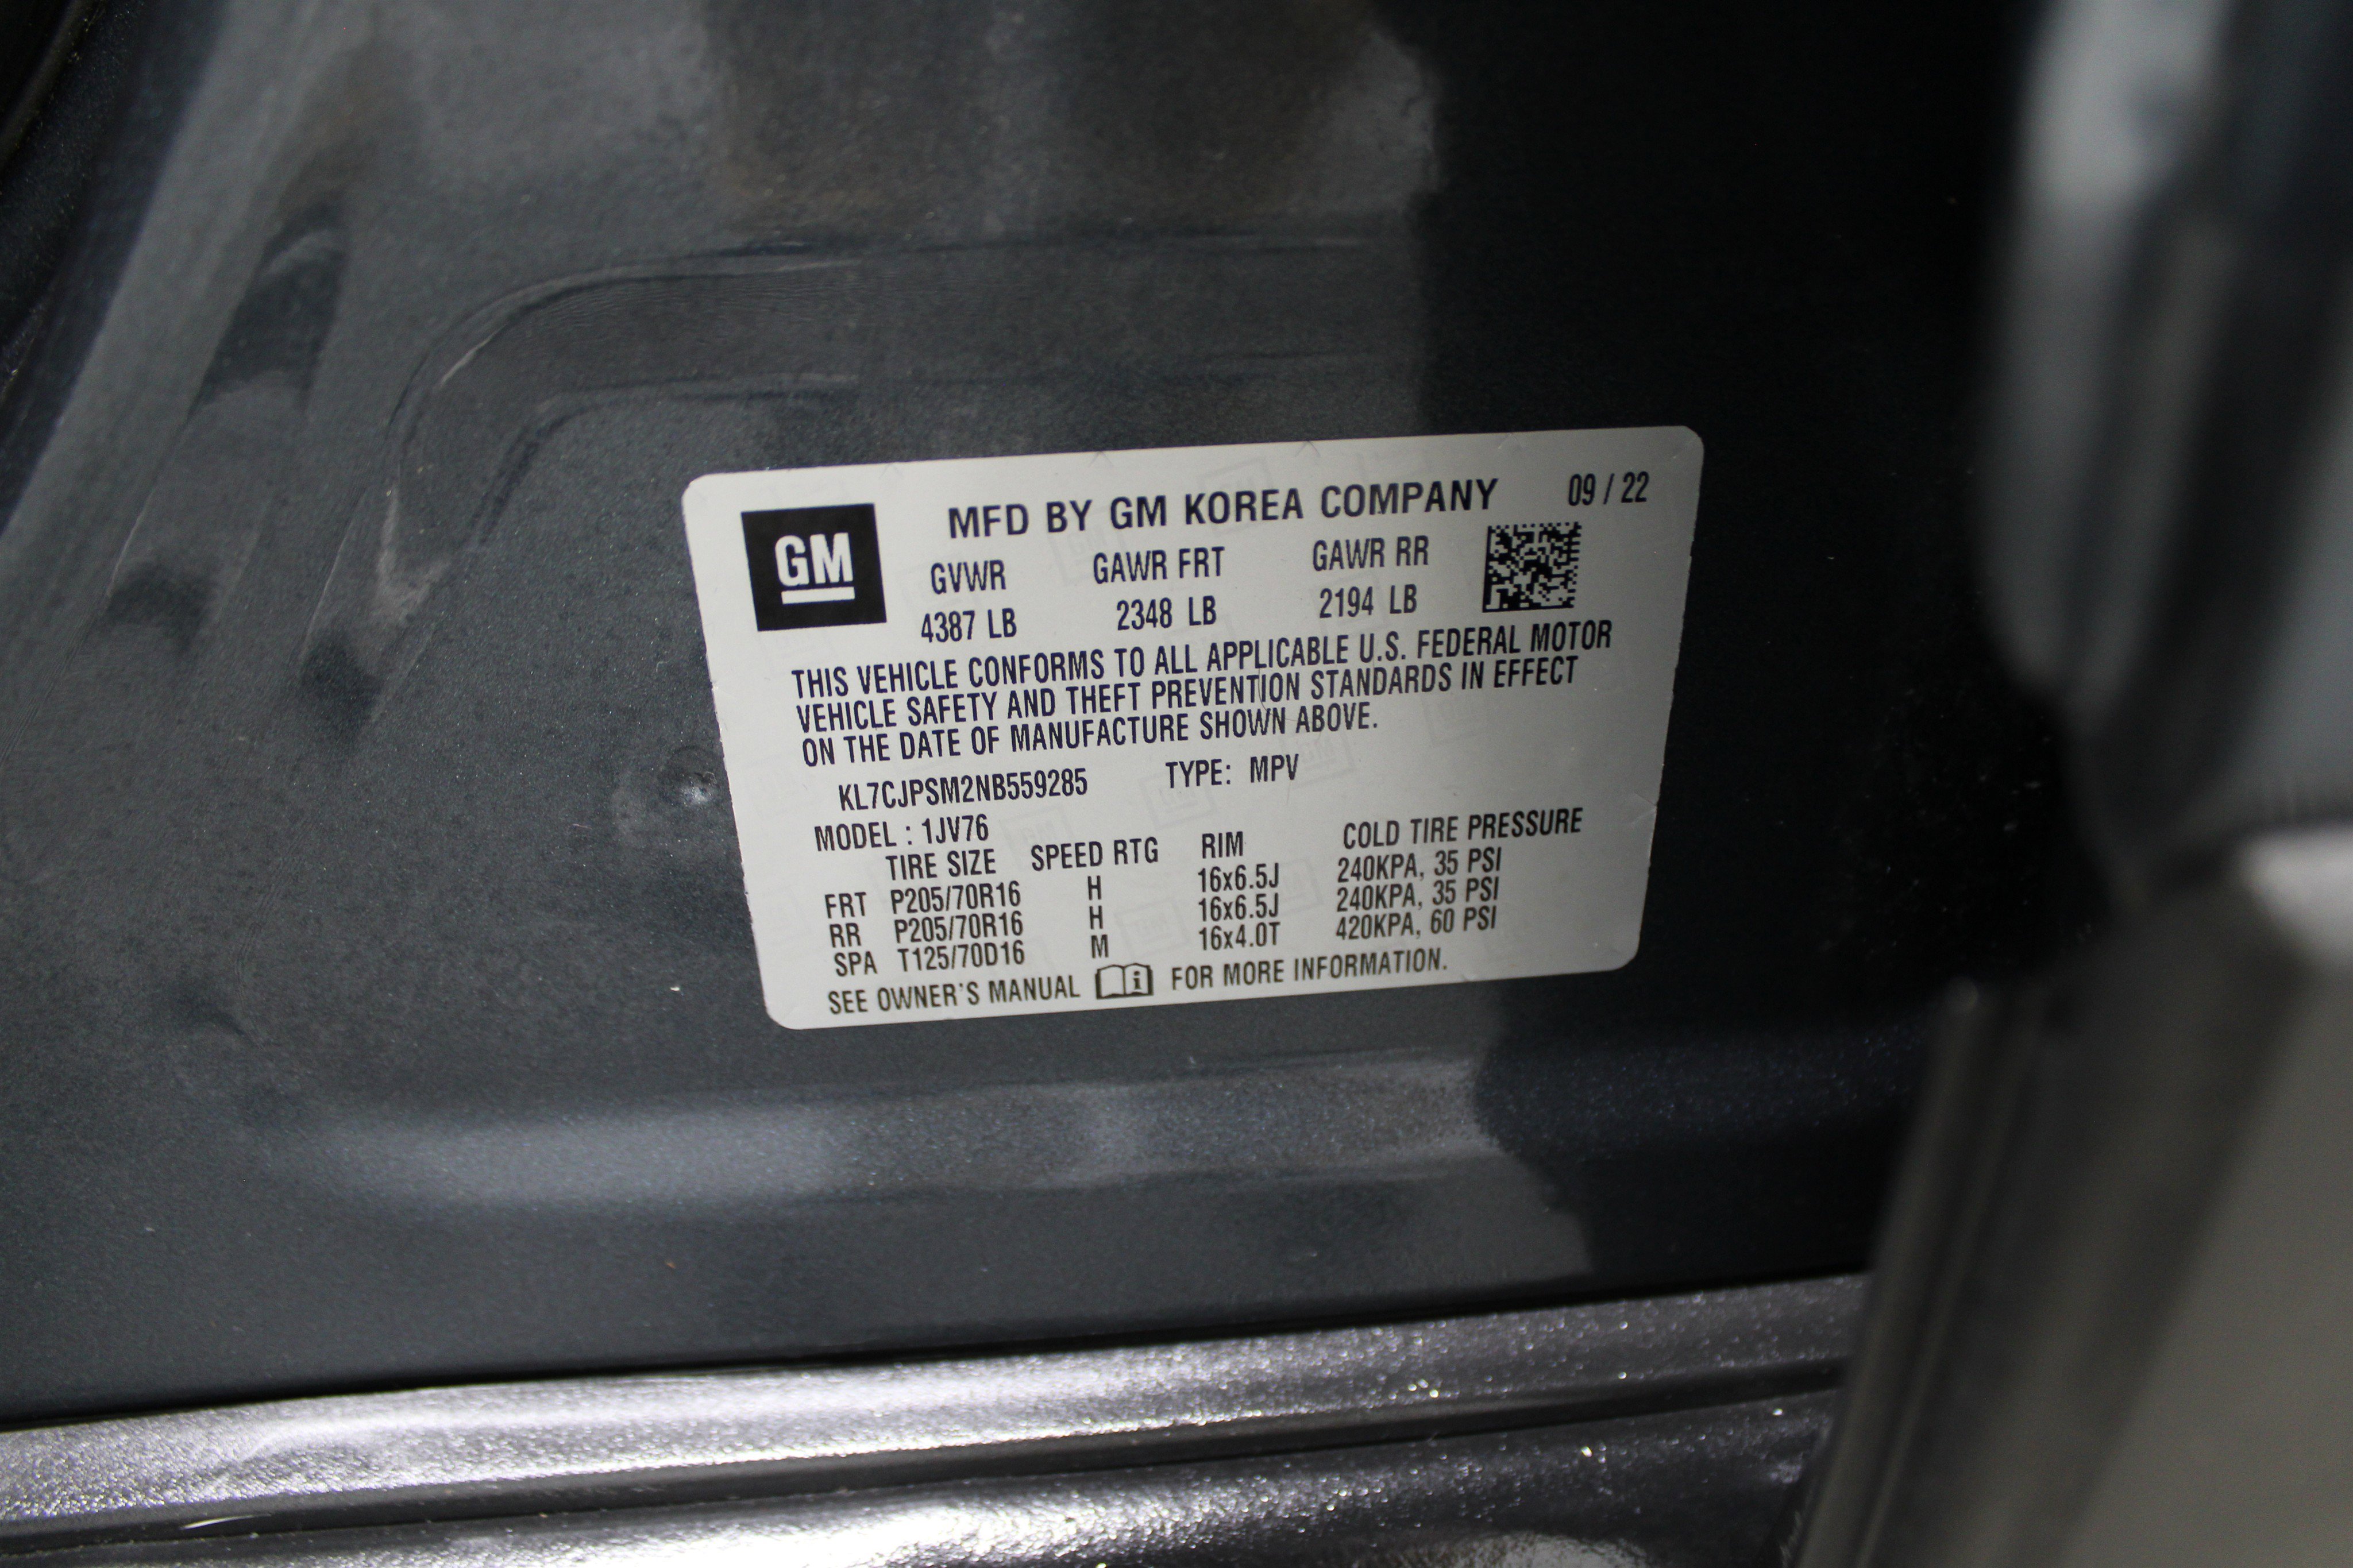 GM
MFD BY GM KOREA COMPANY 09 / 22
GVWR GAWR FRT GAWR RR
4387 LB 2348 LB 2194 LB
THIS VEHICLE CONFORMS TO ALL APPLICABLE U.S. FEDERAL MOTOR
VEHICLE SAFETY AND THEFT PREVENTION STANDARDS IN EFFECT
ON THE DATE OF MANUFACTURE SHOWN ABOVE.
KL7CJPSM2NB559285 TYPE: MPV
MODEL : 1JV76
TIRE SIZE SPEED RTG RIM COLD TIRE PRESSURE
FRT P205/70R16 H 16x6.5J 240KPA, 35 PSI
RR P205/70R16 H 16x6.5J 240KPA, 35 PSI
SPA T125/70D16 M 16x4.0T 420KPA, 60 PSI
SEE OWNER'S MANUAL i FOR MORE INFORMATION.